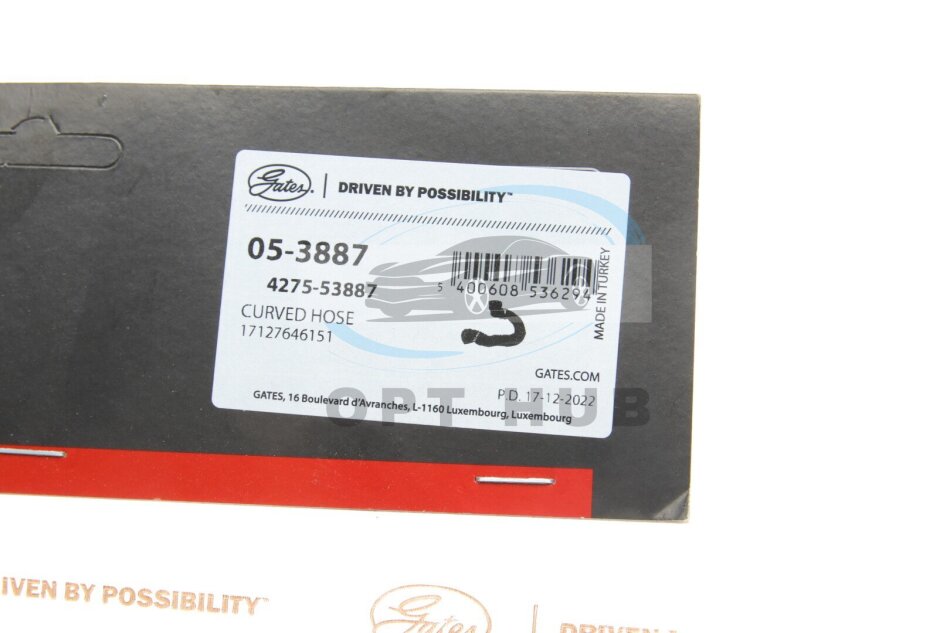 Gates. | DRIVEN BY POSSIBILITY™
05-3887
4275-53887
CURVED HOSE
17127646151
5 400608 536294
MADE IN TURKEY
GATES.COM
P.D. 17-12-2022
GATES, 16 Boulevard d'Avranches, L-1160 Luxembourg, Luxembourg
OPT HUB
IVEN BY POSSIBILITY™
Gates | DRIVEN